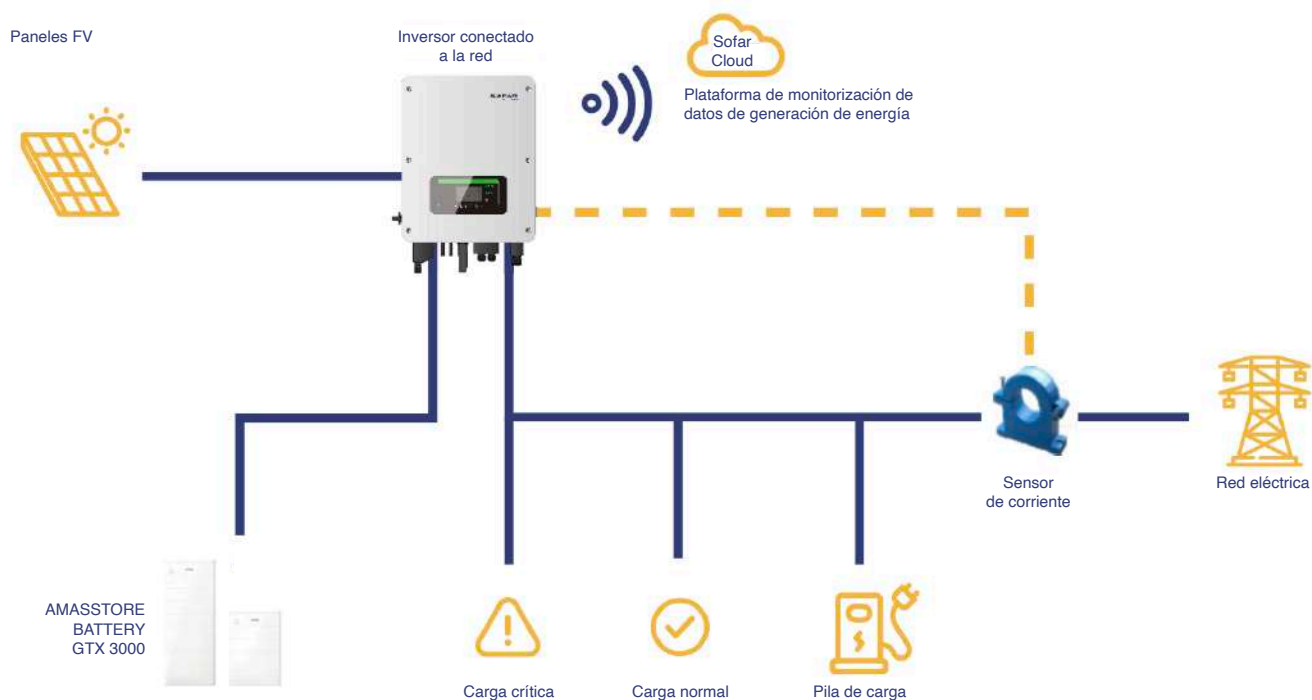 Paneles FV
Inversor conectado
a la red
Sofar
Cloud
Plataforma de monitorización de
datos de generación de energía
Sensor
de corriente
Red eléctrica
AMASSTORE
BATTERY
GTX 3000
Carga crítica
Carga normal
Pila de carga